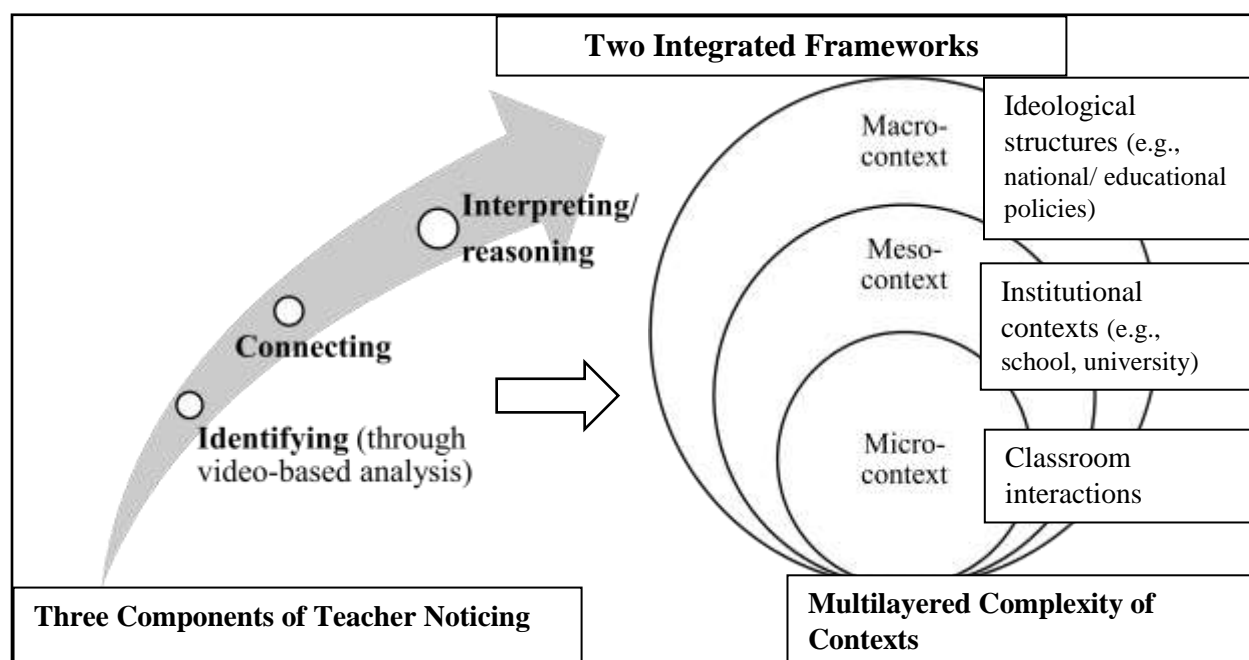 Two Integrated Frameworks
Interpreting/
reasoning
Connecting
Identifying (through
video-based analysis)
Three Components of Teacher Noticing
Macro-
context
Ideological
structures (e.g.,
national/ educational
policies)
Meso-
context
Institutional
contexts (e.g.,
school, university)
Micro-
context
Classroom
interactions
Multilayered Complexity of
Contexts